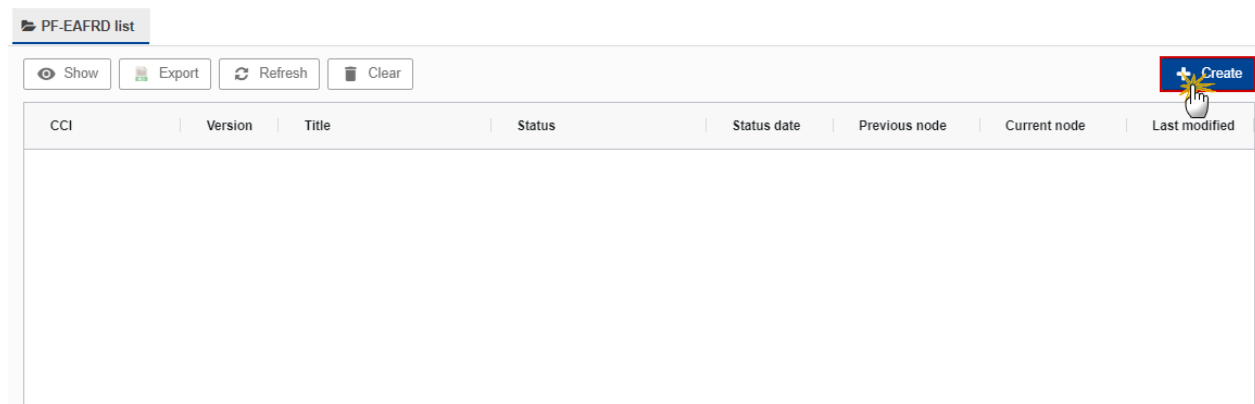 PF-EAFRD list
Show Export Refresh Clear Create
CCI Version Title Status Status date Previous node Current node Last modified